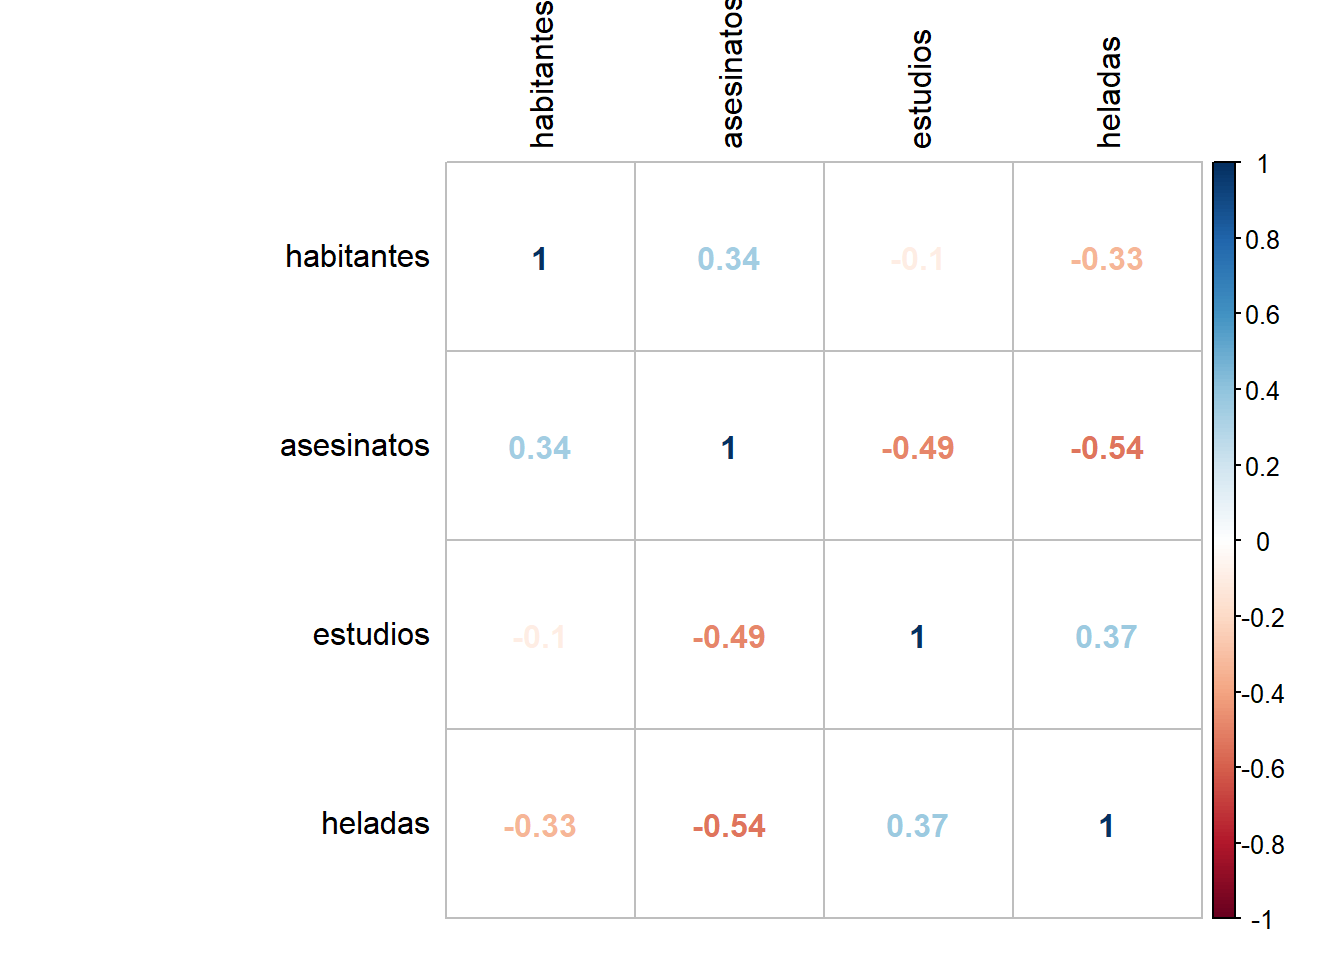 habitantes asesinatos estudios heladas
habitantes 1 0.34 -0.1 -0.33
asesinatos 0.34 1 -0.49 -0.54
estudios -0.1 -0.49 1 0.37
heladas -0.33 -0.54 0.37 1
1
0.8
0.6
0.4
0.2
0
-0.2
-0.4
-0.6
-0.8
-1